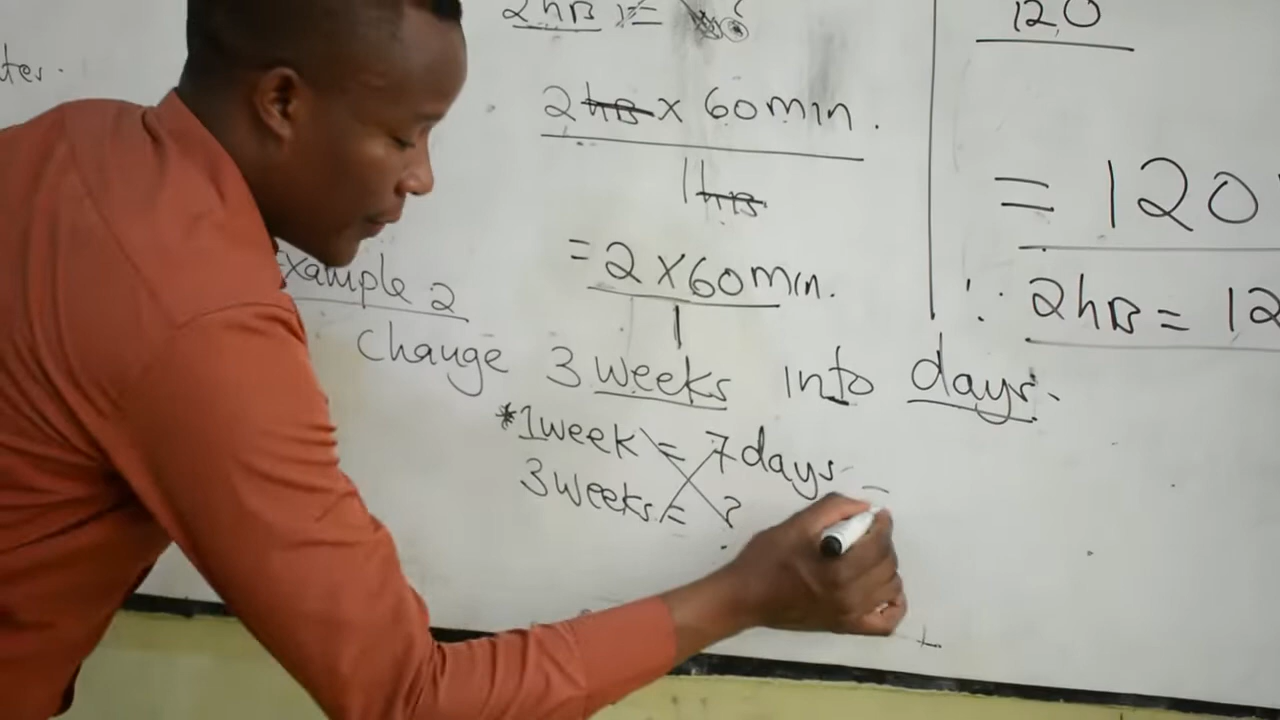 2hrs =
2hrs x 60min.
1hrs
= 2 x 60min.
1
120
= 120
∴ 2hrs = 12
Example 2
Change 3 weeks into days.
*1week = 7days
3weeks = ?